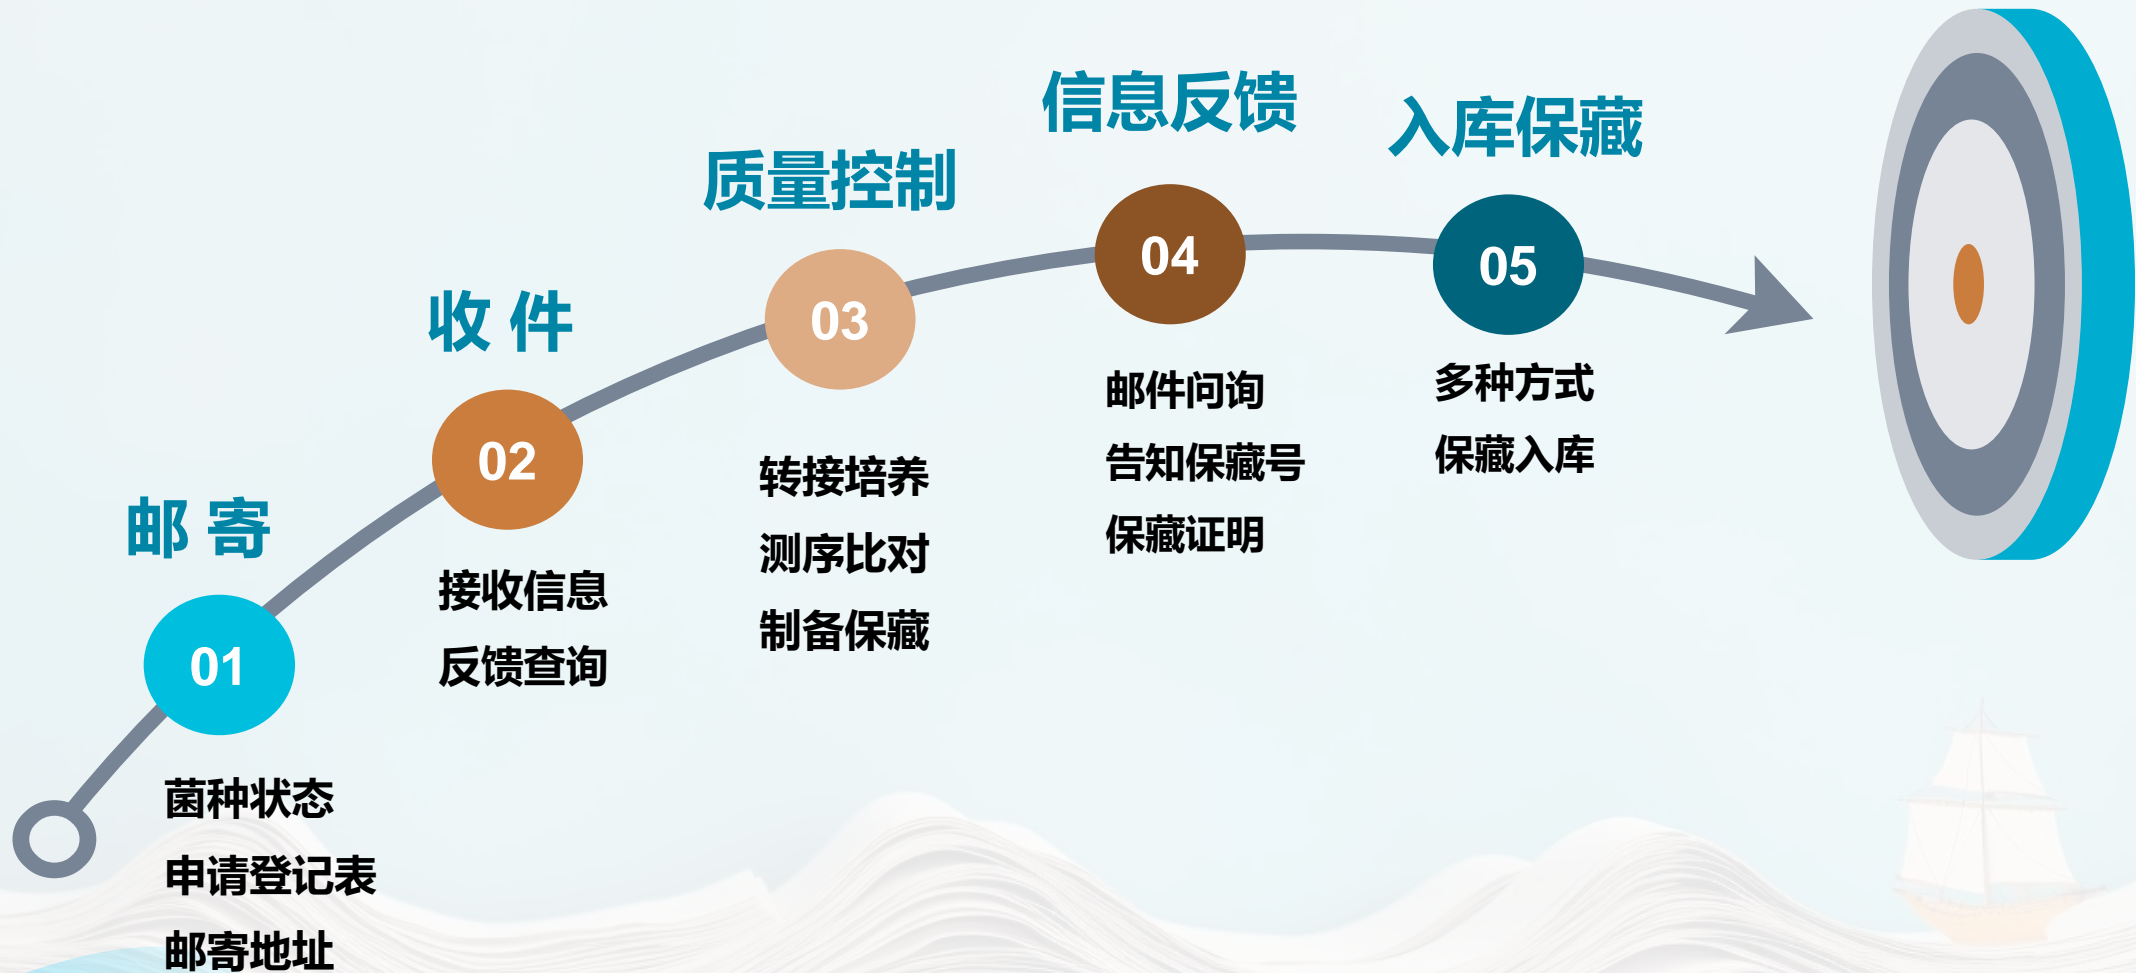 邮 寄
01
菌种状态
申请登记表
邮寄地址
收 件
02
接收信息
反馈查询
质量控制
03
转接培养
测序比对
制备保藏
信息反馈
04
邮件问询
告知保藏号
保藏证明
入库保藏
05
多种方式
保藏入库